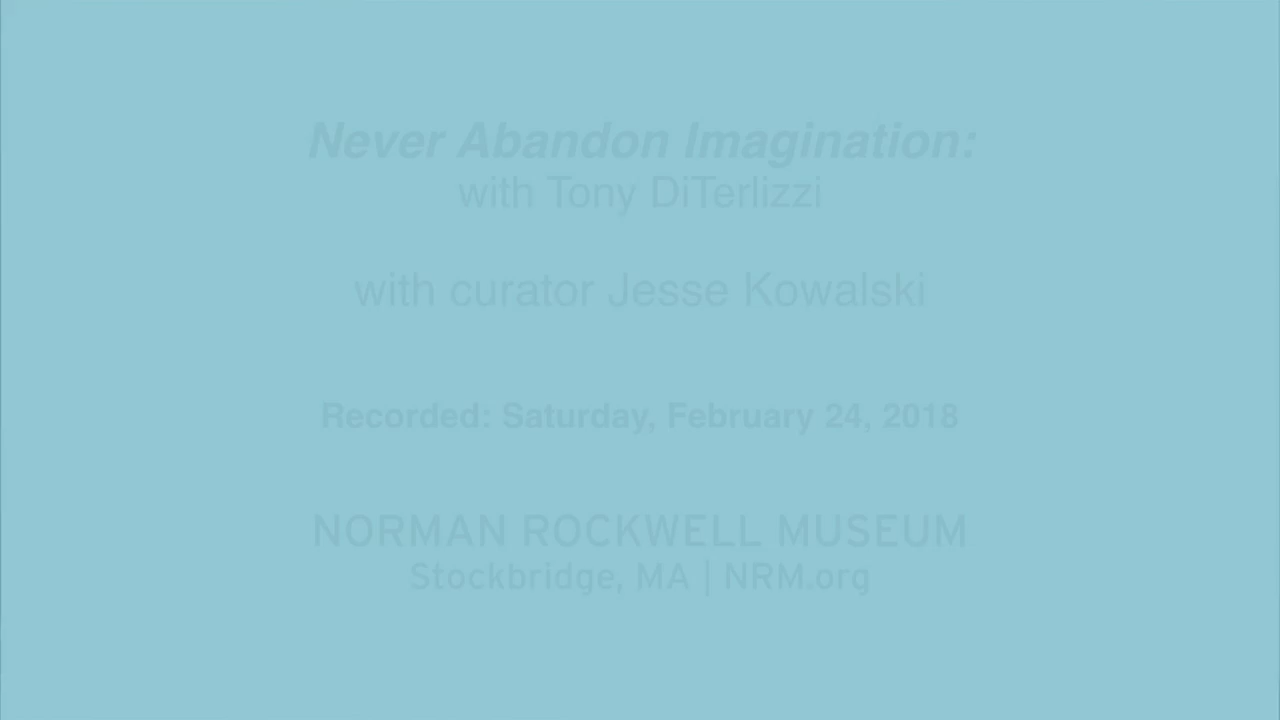 Never Abandon Imagination:
with Tony DiTerlizzi
with curator Jesse Kowalski
Recorded: Saturday, February 24, 2018
NORMAN ROCKWELL MUSEUM
Stockbridge, MA | NRM.org